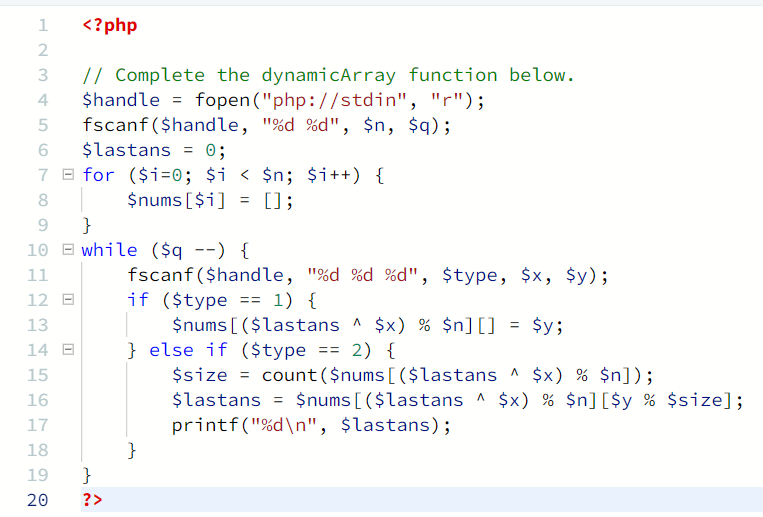 1 <?php
2
3 // Complete the dynamicArray function below.
4 $handle = fopen("php://stdin", "r");
5 fscanf($handle, "%d %d", $n, $q);
6 $lastans = 0;
7 for ($i=0; $i < $n; $i++) {
8     $nums[$i] = [];
9 }
10 while ($q --) {
11     fscanf($handle, "%d %d %d", $type, $x, $y);
12     if ($type == 1) {
13         $nums[($lastans ^ $x) % $n][] = $y;
14     } else if ($type == 2) {
15         $size = count($nums[($lastans ^ $x) % $n]);
16         $lastans = $nums[($lastans ^ $x) % $n][$y % $size];
17         printf("%d\n", $lastans);
18     }
19 }
20 ?>